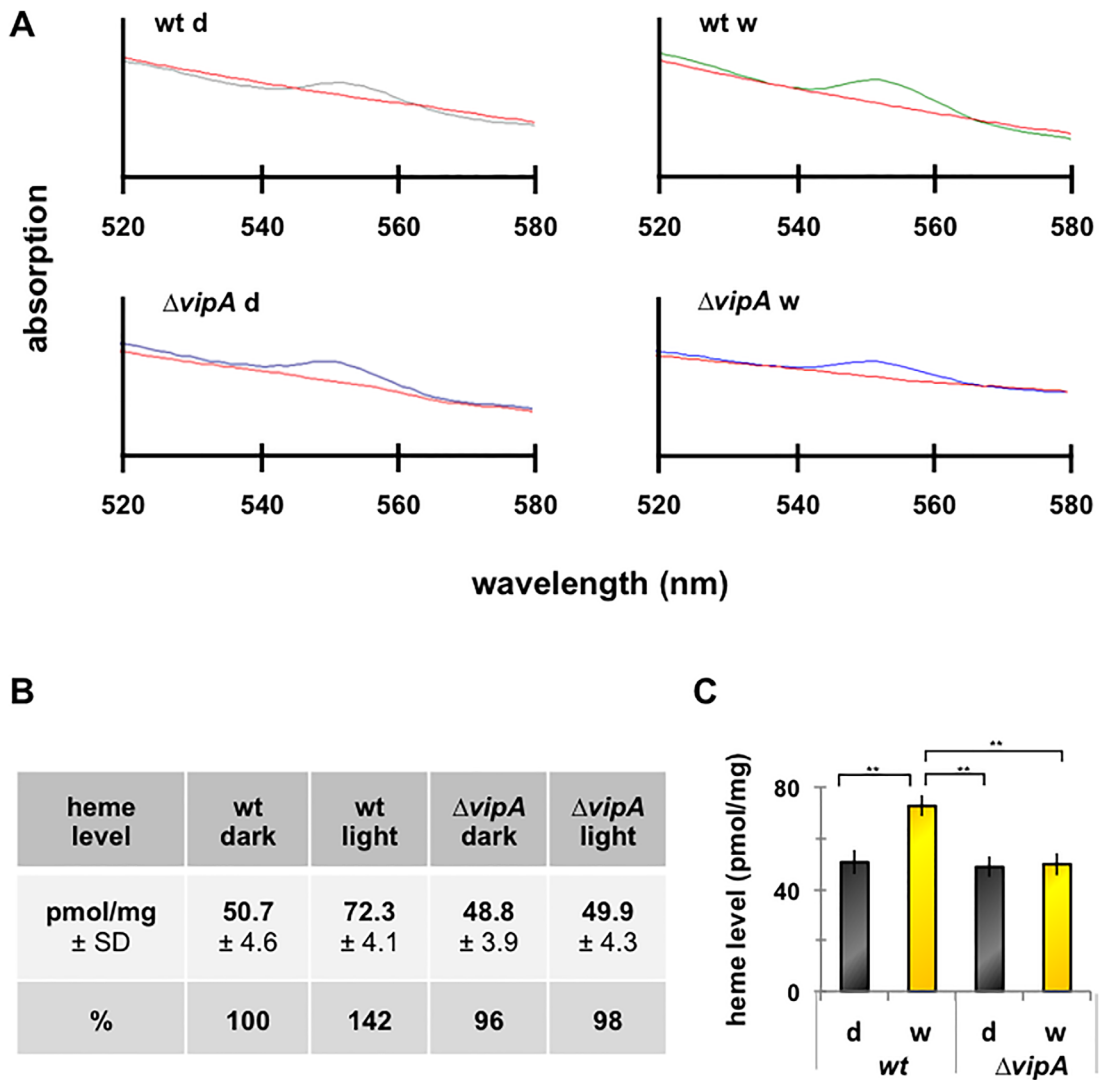 A
wt d
wt w
520 540 560 580
520 540 560 580
absorption
ΔvipA d
ΔvipA w
520 540 560 580
520 540 560 580
wavelength (nm)
B
heme level
wt dark
wt light
ΔvipA dark
ΔvipA light
pmol/mg ± SD
50.7 ± 4.6
72.3 ± 4.1
48.8 ± 3.9
49.9 ± 4.3
%
100
142
96
98
C
heme level (pmol/mg)
80
40
0
**
**
**
d w d w
wt ΔvipA